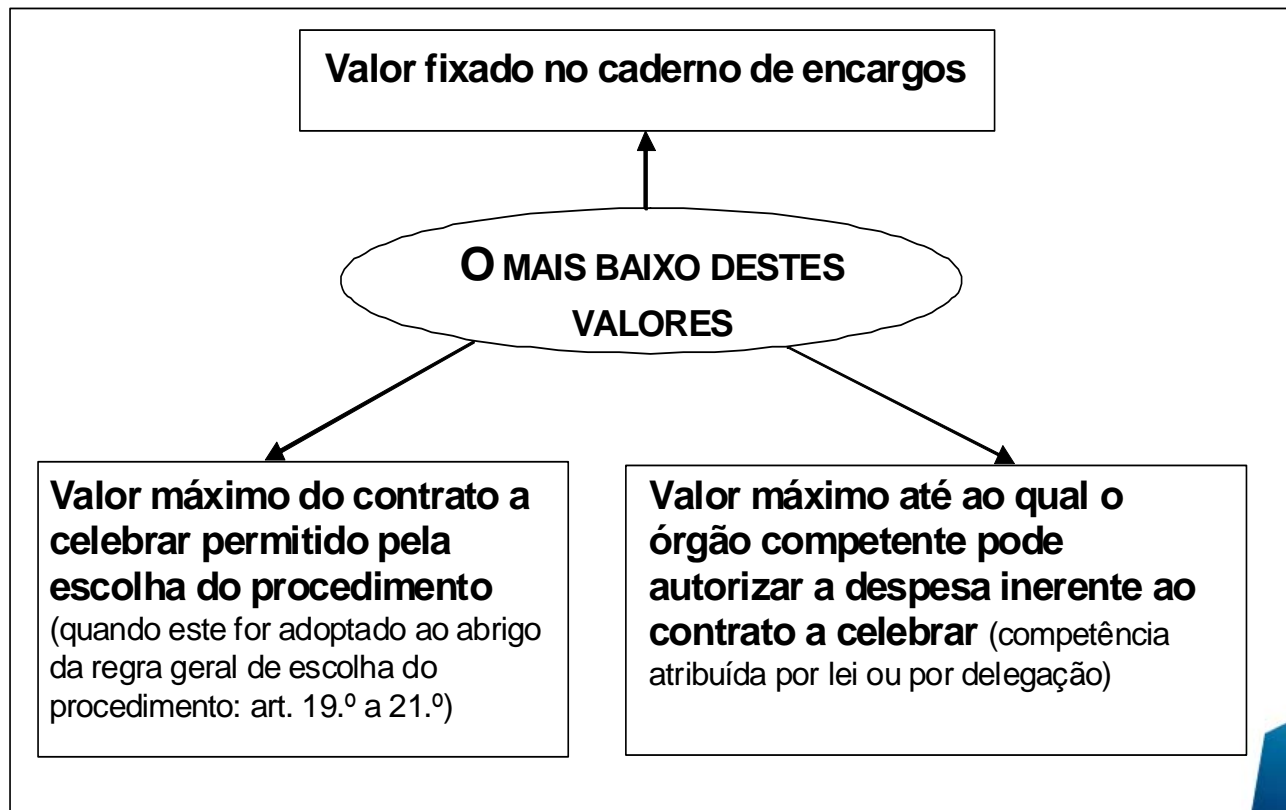 Valor fixado no caderno de encargos
O MAIS BAIXO DESTES
VALORES
Valor máximo do contrato a
celebrar permitido pela
escolha do procedimento
(quando este for adoptado ao abrigo
da regra geral de escolha do
procedimento: art. 19.º a 21.º)
Valor máximo até ao qual o
órgão competente pode
autorizar a despesa inerente ao
contrato a celebrar (competência
atribuída por lei ou por delegação)